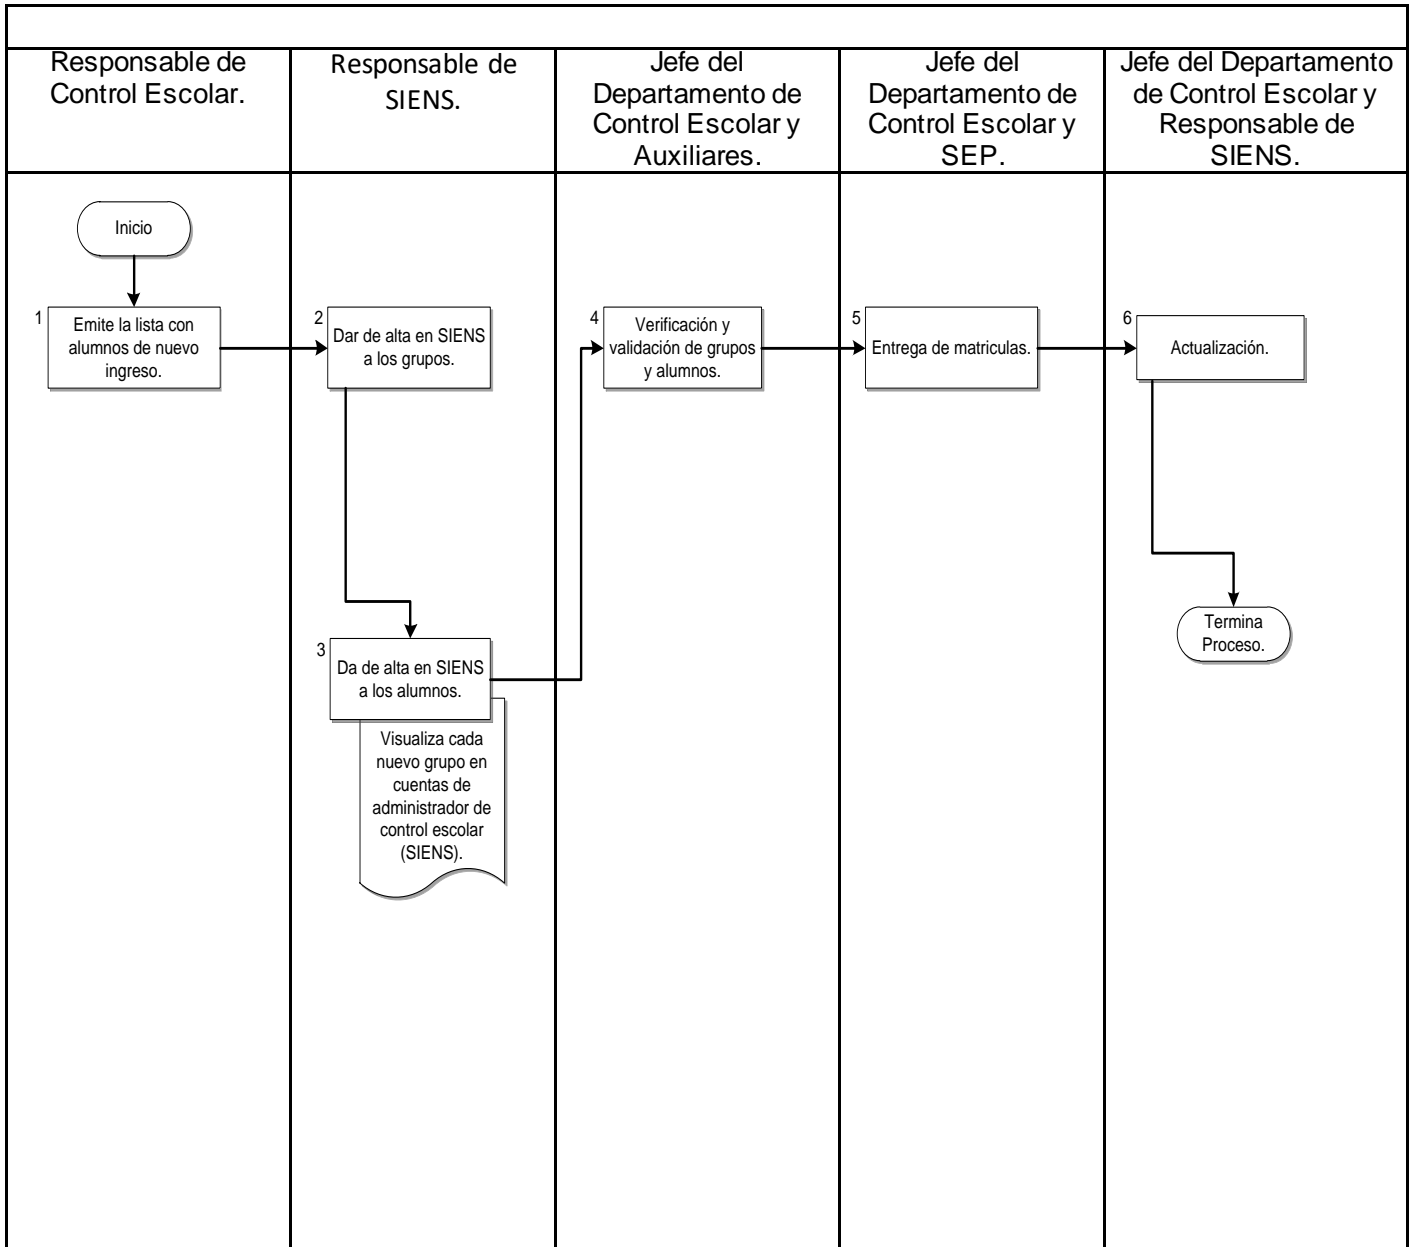 Responsable de
Control Escolar.
Responsable de
SIENS.
Jefe del
Departamento de
Control Escolar y
Auxiliares.
Jefe del
Departamento de
Control Escolar y
SEP.
Jefe del Departamento
de Control Escolar y
Responsable de
SIENS.
Inicio
1
Emite la lista con
alumnos de nuevo
ingreso.
2
Dar de alta en SIENS
a los grupos.
3
Da de alta en SIENS
a los alumnos.
Visualiza cada
nuevo grupo en
cuentas de
administrador de
control escolar
(SIENS).
4
Verificación y
validación de grupos
y alumnos.
5
Entrega de matriculas.
6
Actualización.
Termina
Proceso.